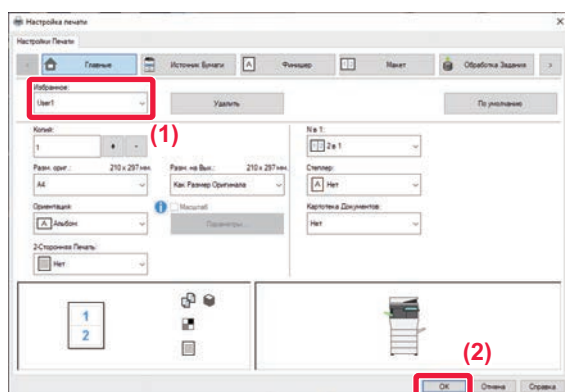 Настройка печати
Настройки Печати
Главные
Источник Бумаги
Финишер
Макет
Обработка Задания
Избранное:
User1
Удалить
По умолчанию
(1)
Копий:
1
+
-
N в 1:
2 в 1
Разм. ориг.:
210 x 297 мм.
A4
Разм. на Вых.:
210 x 297 мм.
Как Размер Оригинала
Степлер:
Нет
Ориентация:
Альбом
Масштаб
Параметры...
Картотека Документов:
Нет
2-Сторонняя Печать:
Нет
1
2
(2)
OK
Отмена
Справка